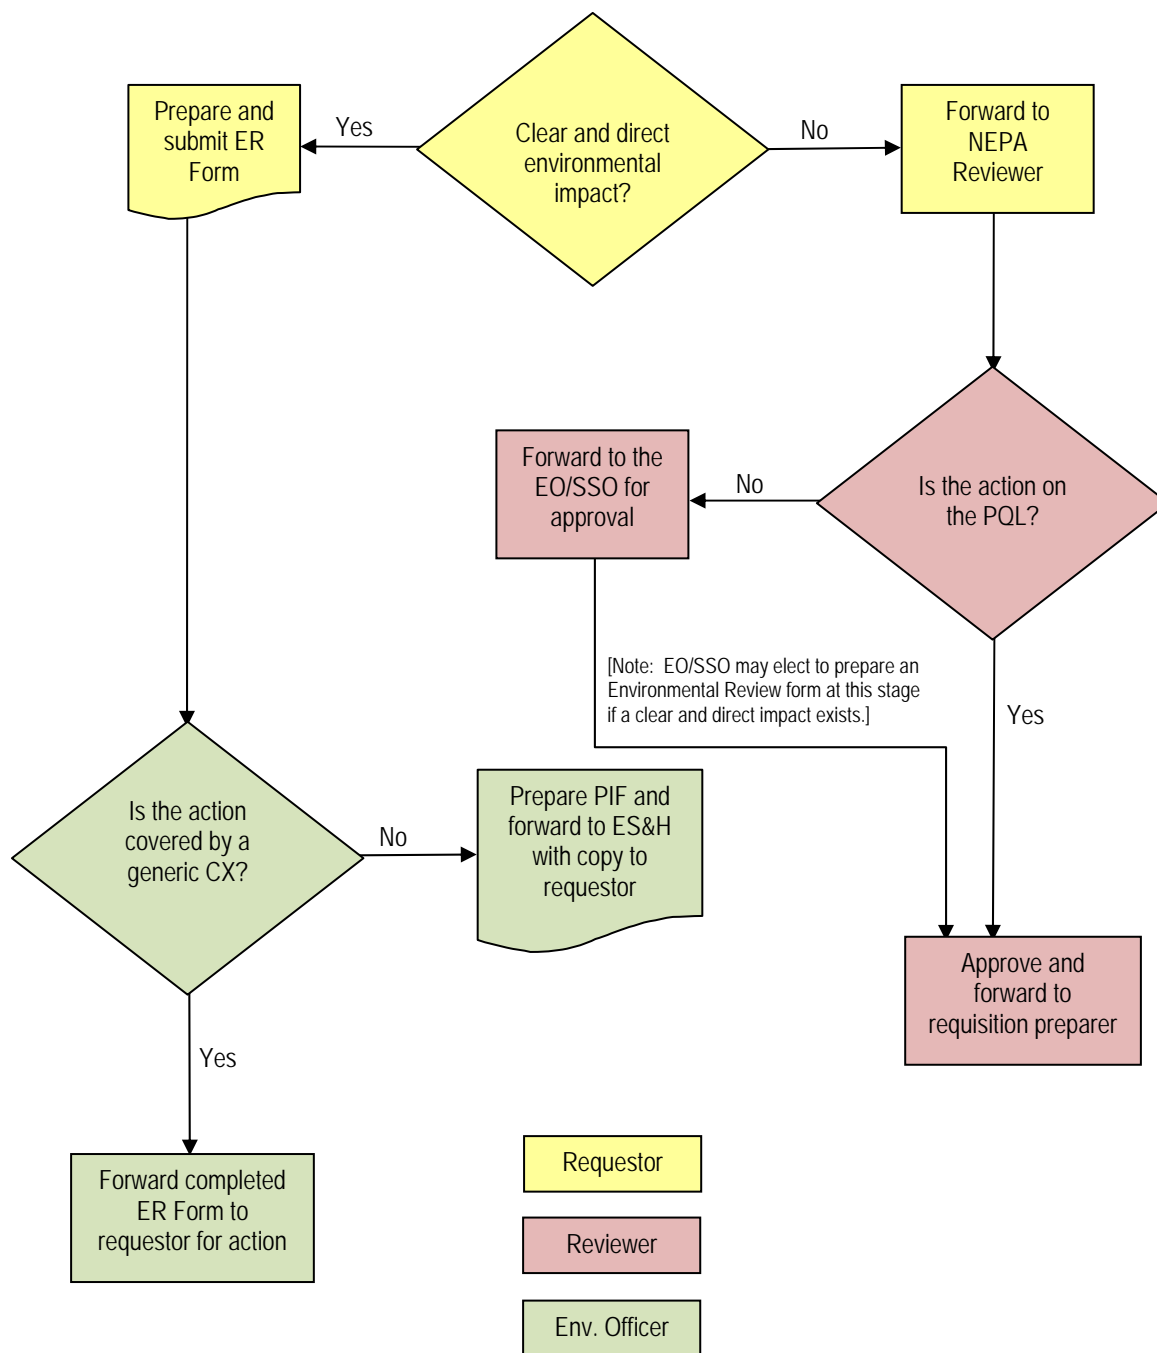 Prepare and
submit ER
Form
Yes
Clear and direct
environmental
impact?
No
Forward to
NEPA
Reviewer
Forward to the
EO/SSO for
approval
No
Is the action on
the PQL?
[Note:  EO/SSO may elect to prepare an
Environmental Review form at this stage
if a clear and direct impact exists.]
Yes
Is the action
covered by a
generic CX?
No
Prepare PIF and
forward to ES&H
with copy to
requestor
Approve and
forward to
requisition preparer
Yes
Forward completed
ER Form to
requestor for action
Requestor
Reviewer
Env. Officer